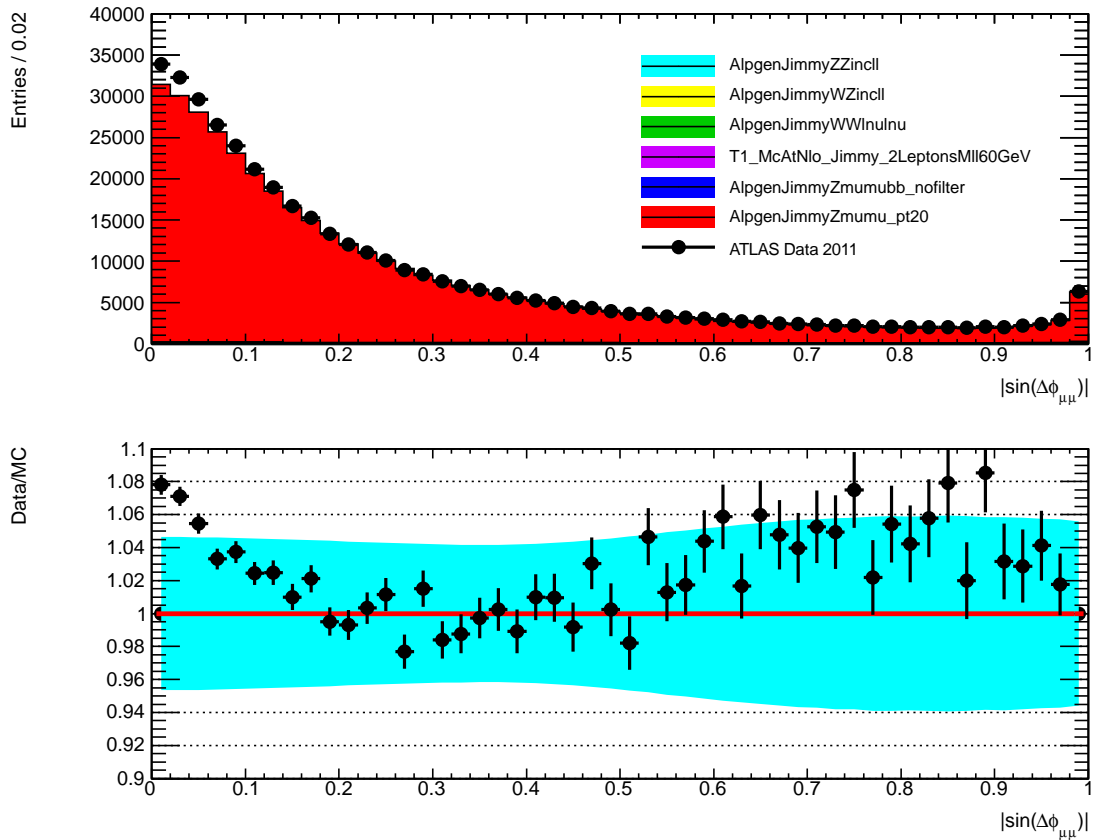 Entries / 0.02
40000
35000
30000
25000
20000
15000
10000
5000
0
AlpgenJimmyZZincll
AlpgenJimmyWZincll
AlpgenJimmyWWlnulnu
T1_McAtNlo_Jimmy_2LeptonsMll60GeV
AlpgenJimmyZmumubb_nofilter
AlpgenJimmyZmumu_pt20
ATLAS Data 2011
0 0.1 0.2 0.3 0.4 0.5 0.6 0.7 0.8 0.9 1
|sin(Δϕμμ)|
Data/MC
1.1
1.08
1.06
1.04
1.02
1
0.98
0.96
0.94
0.92
0.9
0 0.1 0.2 0.3 0.4 0.5 0.6 0.7 0.8 0.9 1
|sin(Δϕμμ)|